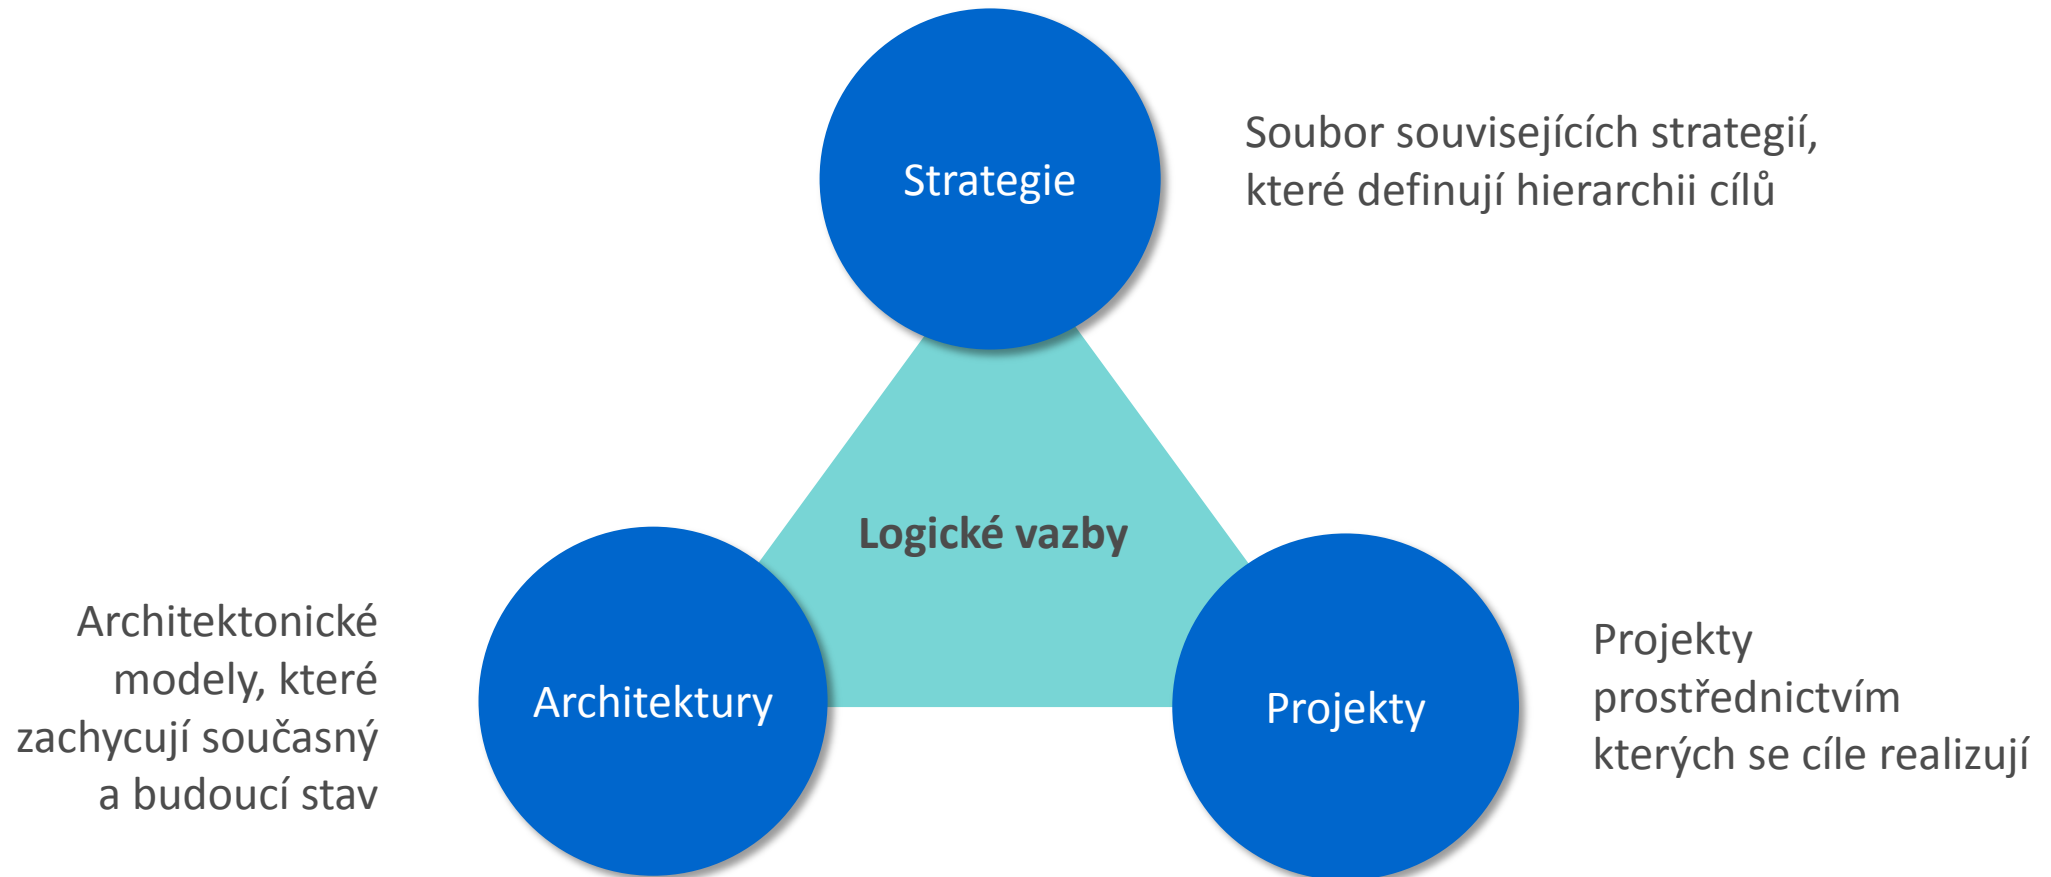 Strategie
Soubor souvisejících strategií,
které definují hierarchii cílů
Logické vazby
Architektonické
modely, které
zachycují současný
a budoucí stav
Architektury
Projekty
Projekty
prostřednictvím
kterých se cíle realizují